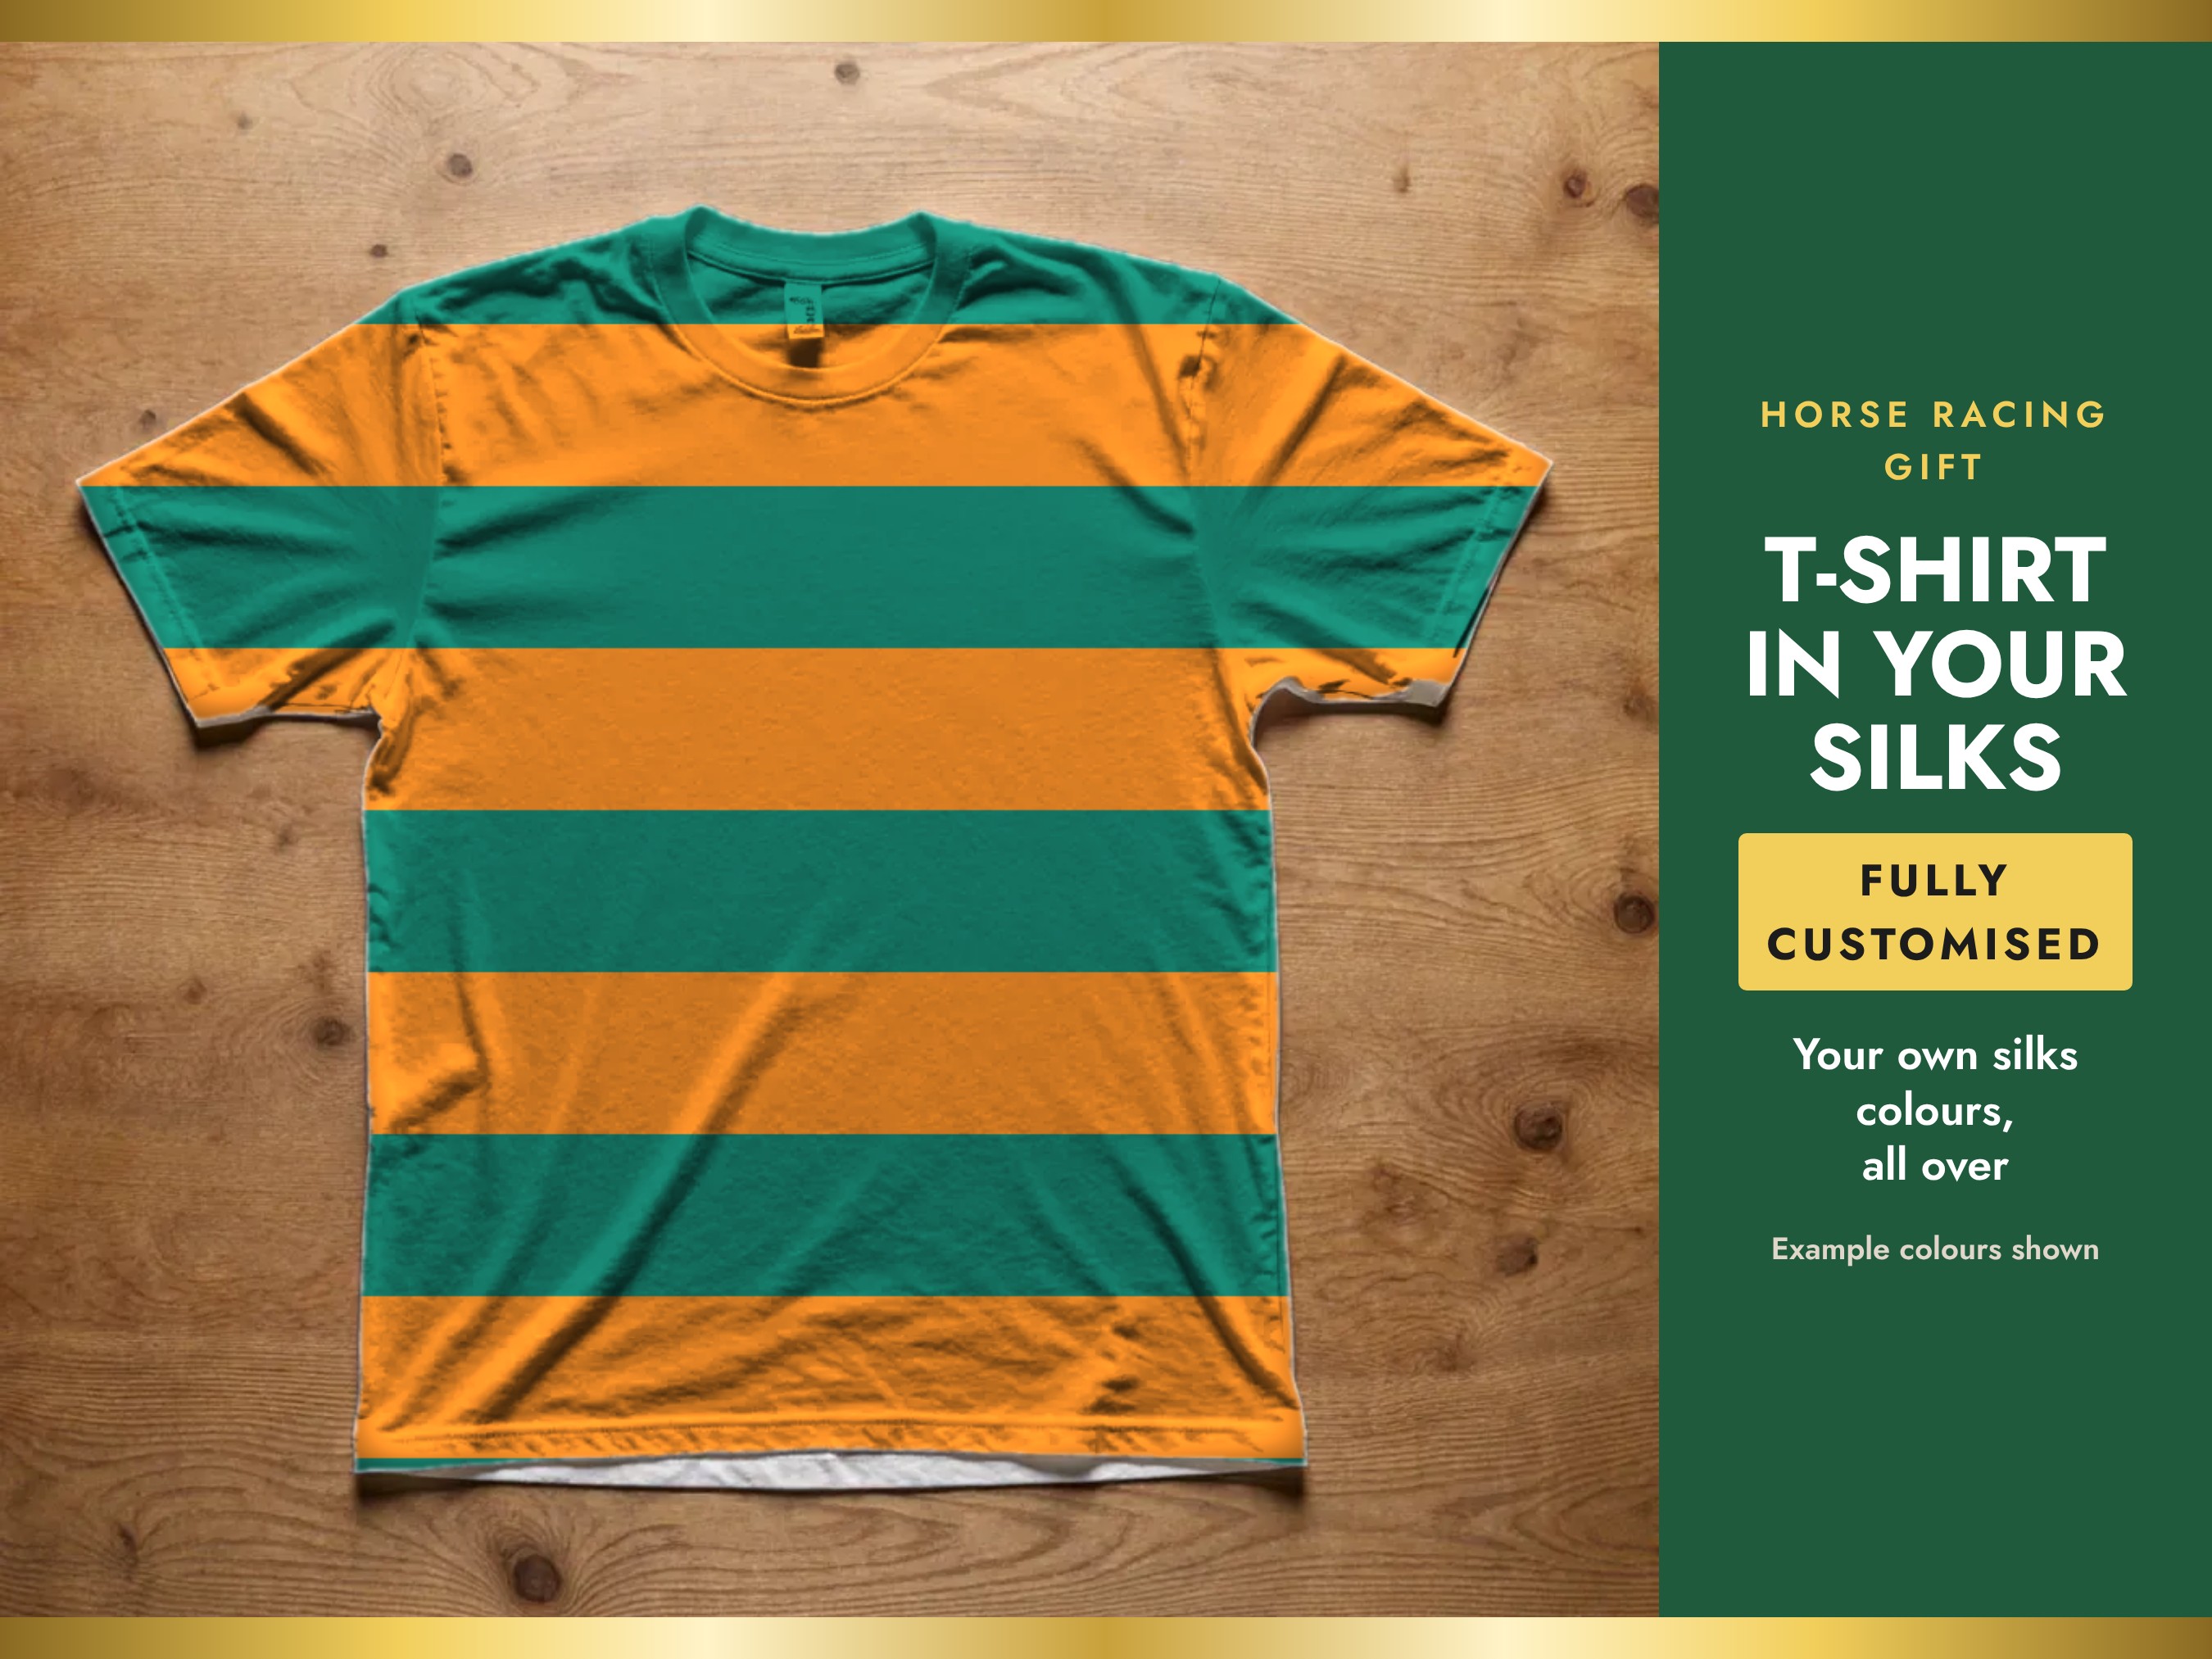 HORSE RACING
GIFT
T-SHIRT
IN YOUR
SILKS
FULLY
CUSTOMISED
Your own silks
colours,
all over
Example colours shown